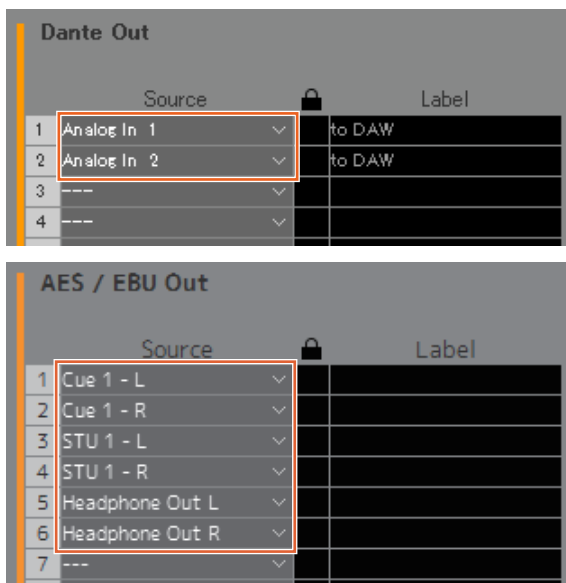 Dante Out
Source Label
1 Analog In 1 to DAW
2 Analog In 2 to DAW
3 ---
4 ---
AES / EBU Out
Source Label
1 Cue 1 - L
2 Cue 1 - R
3 STU 1 - L
4 STU 1 - R
5 Headphone Out L
6 Headphone Out R
7 ---